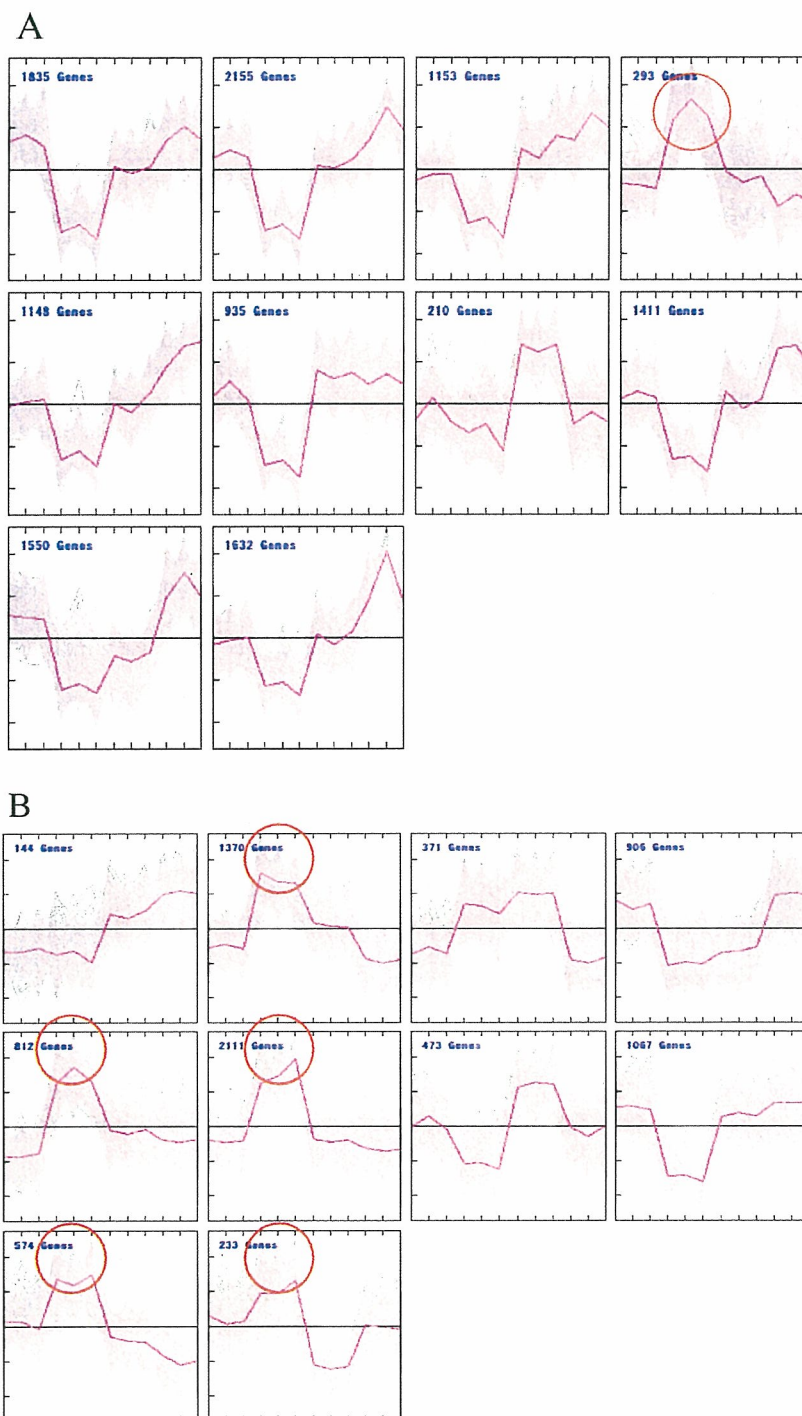 A
1835 Genes
2155 Genes
1153 Genes
293 Genes
1148 Genes
935 Genes
210 Genes
1411 Genes
1550 Genes
1632 Genes
B
144 Genes
1370 Genes
371 Genes
906 Genes
812 Genes
2111 Genes
473 Genes
1067 Genes
574 Genes
233 Genes